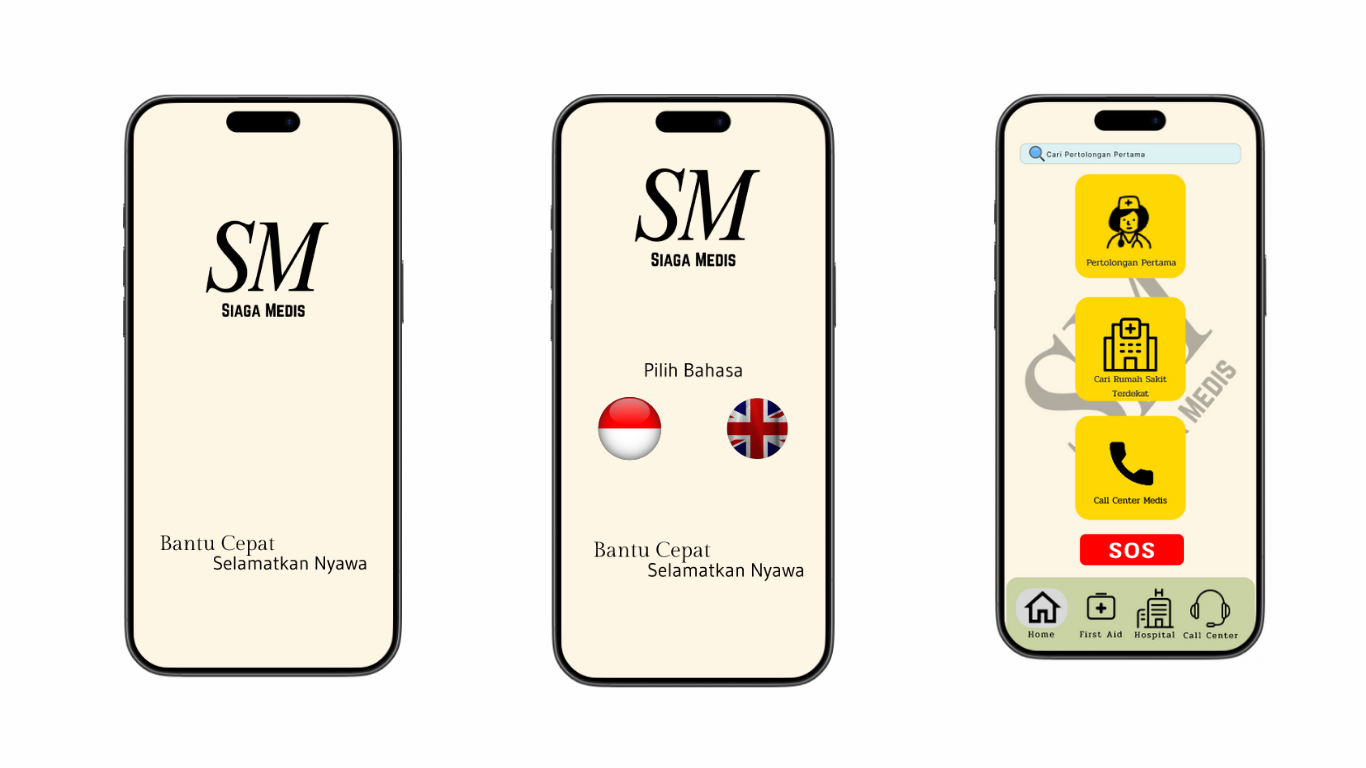 SM
SIAGA MEDIS
Bantu Cepat
Selamatkan Nyawa
SM
SIAGA MEDIS
Pilih Bahasa
Bantu Cepat
Selamatkan Nyawa
Cari Pertolongan Pertama
Pertolongan Pertama
Cari Rumah Sakit
Terdekat
MEDIS
Call Center Medis
SOS
H
Home
First Aid
Hospital
Call Center